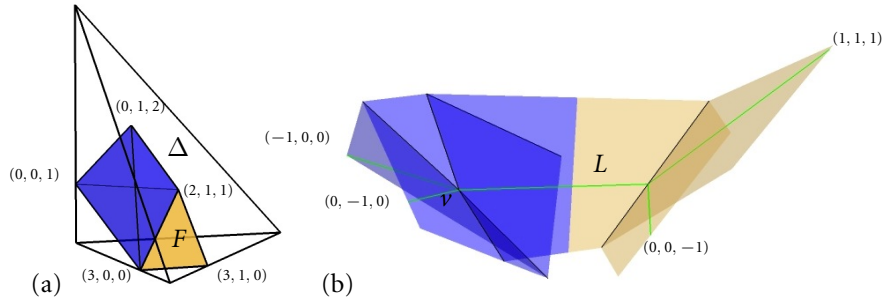 (0, 1, 2)
Δ
(0, 0, 1)
(2, 1, 1)
F
(3, 0, 0)
(3, 1, 0)
(a)
(1, 1, 1)
(−1, 0, 0)
L
(0, −1, 0)
v
(0, 0, −1)
(b)